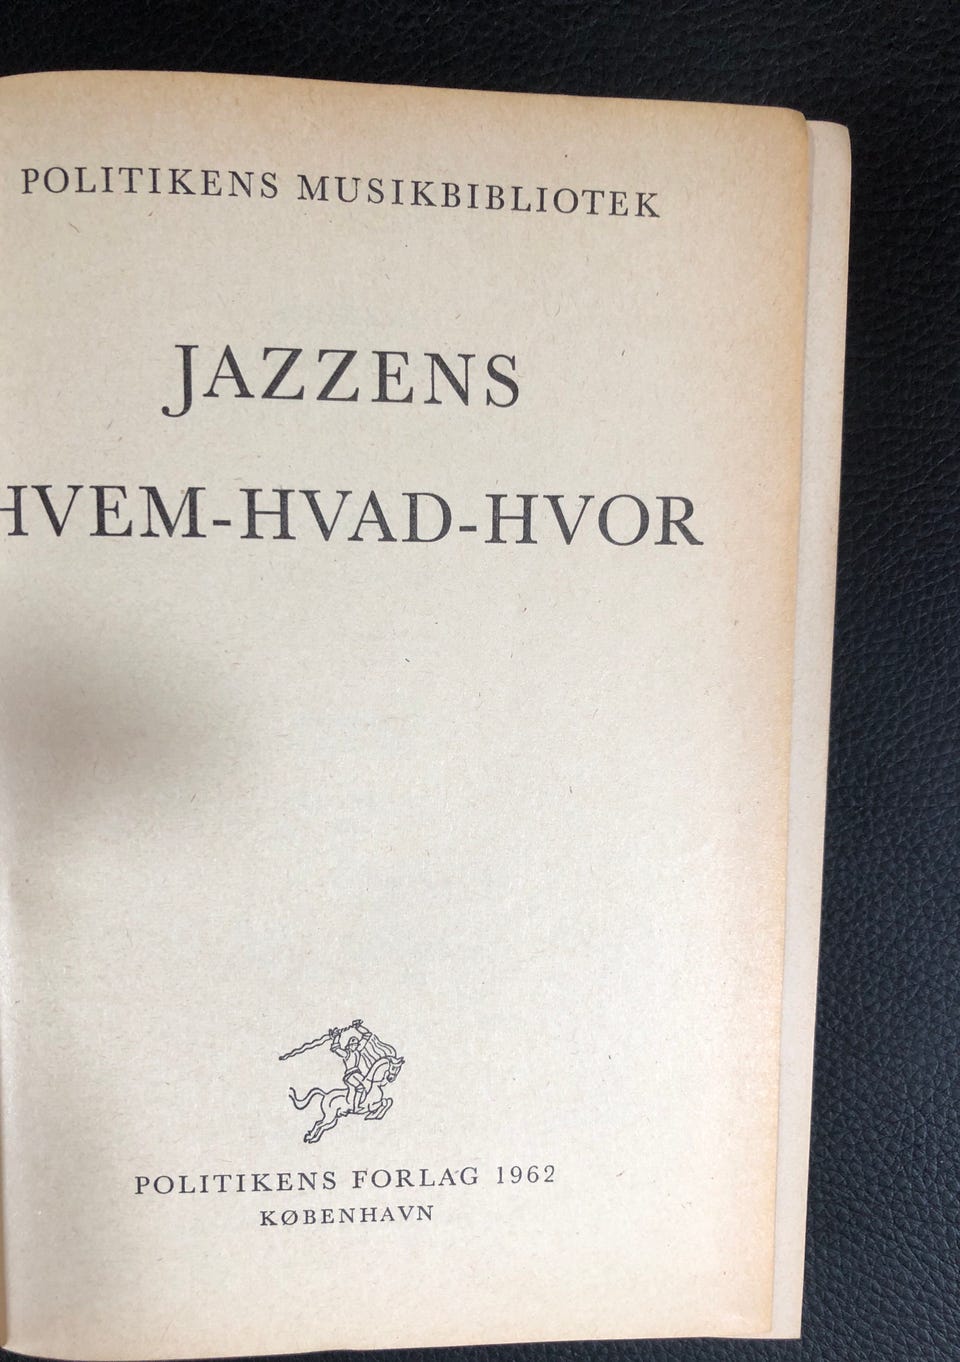 POLITIKENS MUSIKBIBLIOTEK
JAZZENS
HVEM-HVAD-HVOR
POLITIKENS FORLAG 1962
KØBENHAVN